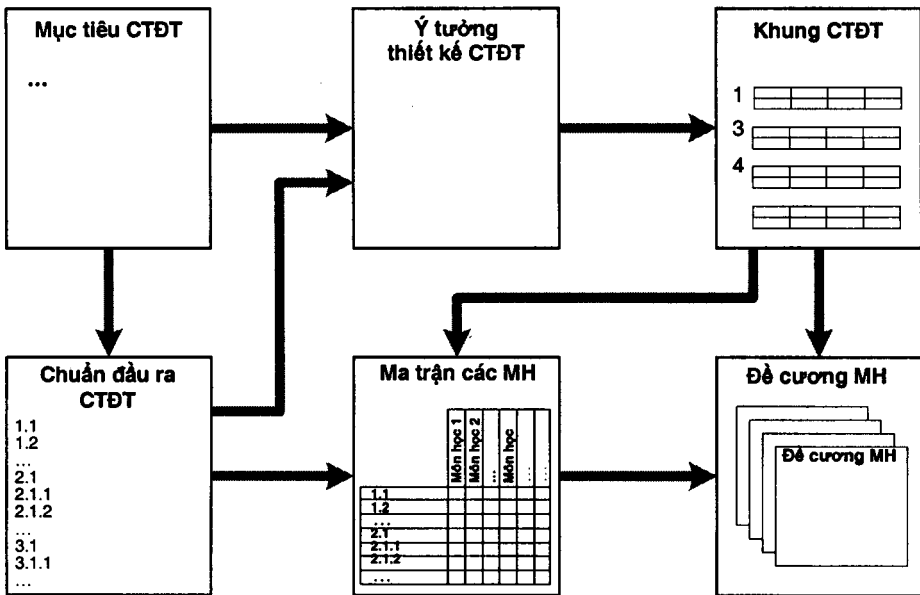 Mục tiêu CTĐT
...
Ý tưởng
thiết kế CTĐT
Khung CTĐT
1
3
4
Chuẩn đầu ra
CTĐT
1.1
1.2
...
2.1
2.1.1
2.1.2
...
3.1
3.1.1
...
Ma trận các MH
Môn học 1
Môn học 2
...
Môn học
...
...
1.1
1.2
...
2.1
2.1.1
2.1.2
...
Đề cương MH
Đề cương MH